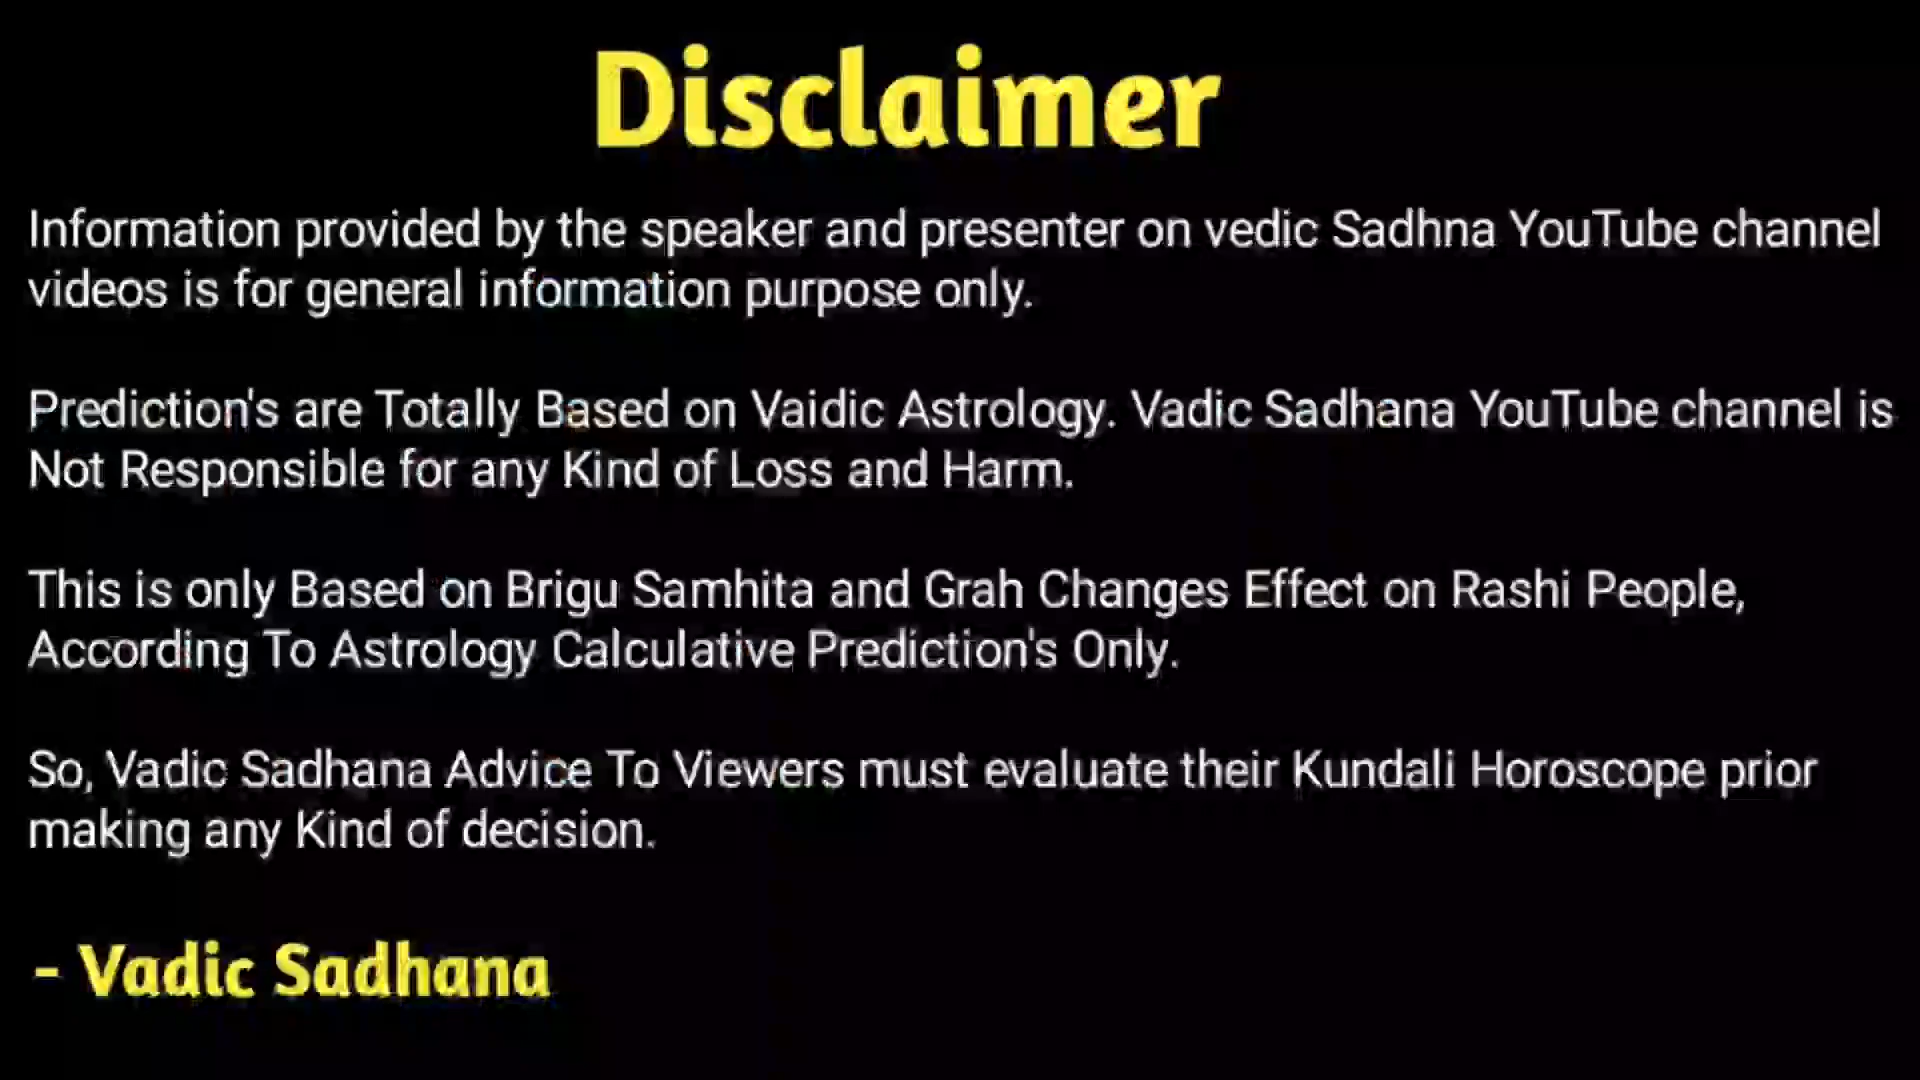 Disclaimer
Information provided by the speaker and presenter on vedic Sadhna YouTube channel
videos is for general information purpose only.
Prediction's are Totally Based on Vaidic Astrology. Vadic Sadhana YouTube channel is
Not Responsible for any Kind of Loss and Harm.
This is only Based on Brigu Samhita and Grah Changes Effect on Rashi People,
According To Astrology Calculative Prediction's Only.
So, Vadic Sadhana Advice To Viewers must evaluate their Kundali Horoscope prior
making any Kind of decision.
- Vadic Sadhana